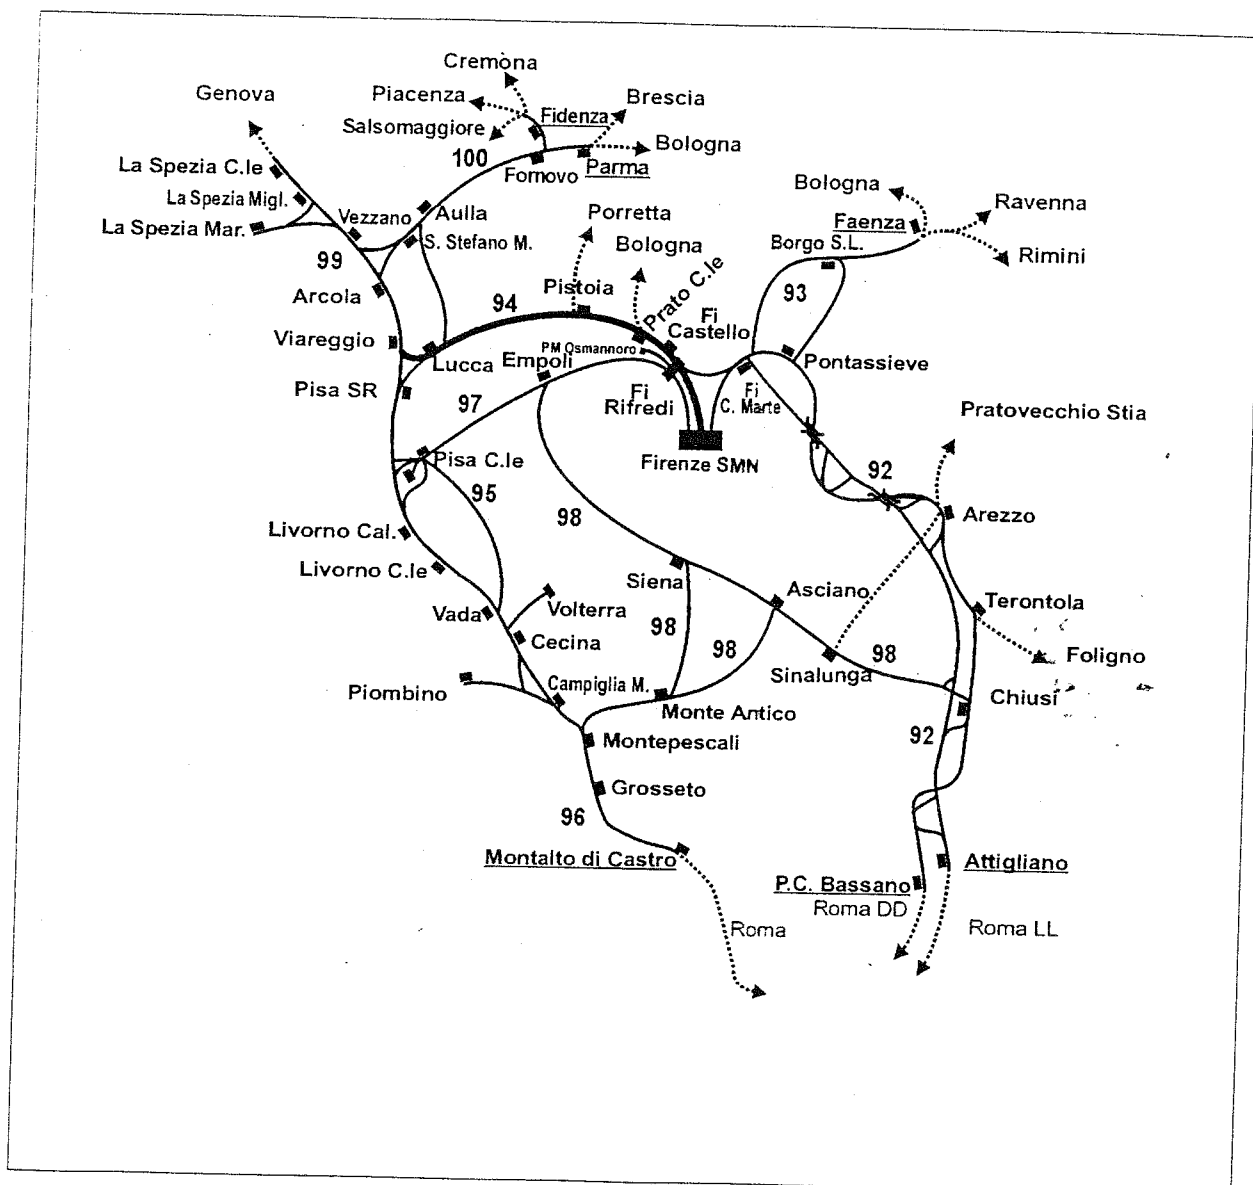 Cremona
Genova
Piacenza
Brescia
Salsomaggiore
Fidenza
100
Bologna
La Spezia C.le
Fornovo
Parma
La Spezia Migl.
La Spezia Mar.
Vezzano
Aulla
S. Stefano M.
Porretta
Bologna
Bologna
Ravenna
Faenza
Borgo S.L.
Rimini
99
Arcola
94
Pistoia
Prato C.le
93
Fi
Castello
Viareggio
Lucca
Empoli
PM Osmannoro
Pontassieve
Pisa SR
97
Fi
Rifredi
Fi
C. Marte
Pratovecchio Stia
Firenze SMN
Pisa C.le
92
95
98
Arezzo
Livorno Cal.
Livorno C.le
Siena
Asciano
Terontola
Vada
Volterra
98
98
98
Foligno
Cecina
Sinalunga
Piombino
Campiglia M.
Chiusi
Monte Antico
92
Montepescali
Grosseto
96
Montalto di Castro
Attigliano
P.C. Bassano
Roma DD
Roma
Roma LL